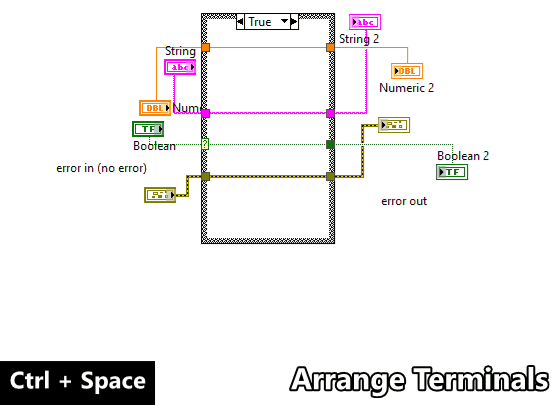 True
abc
String
String 2
abc
DBL
Numeric 2
DBL
TF
Boolean
?
Boolean 2
TF
error in (no error)
error out
Ctrl + Space
Arrange Terminals